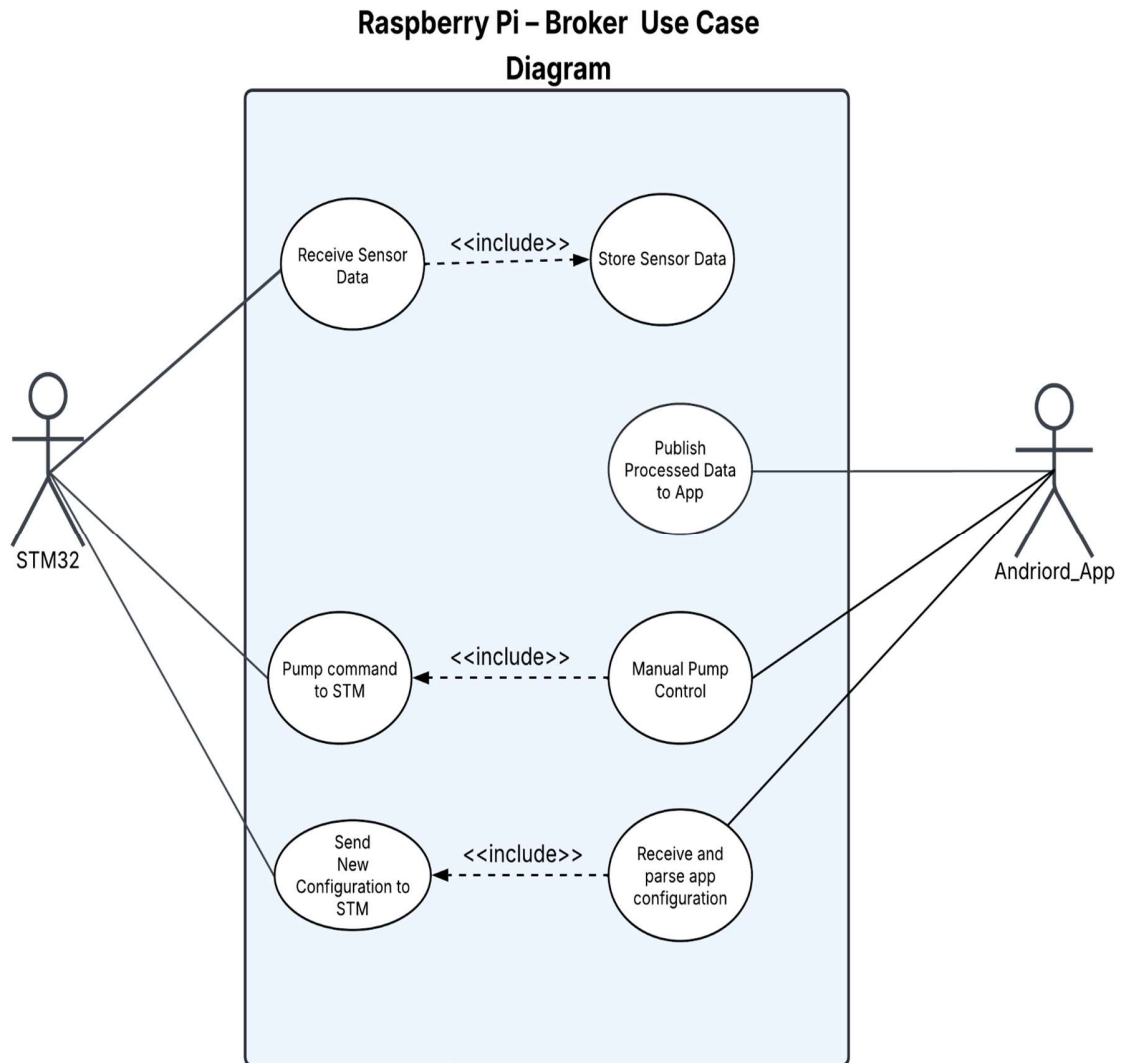 Raspberry Pi – Broker  Use Case
Diagram
Receive Sensor
Data
<<include>>
Store Sensor Data
Publish
Processed Data
to App
STM32
Andriord_App
Pump command
to STM
<<include>>
Manual Pump
Control
Send
New
Configuration to
STM
<<include>>
Receive and
parse app
configuration